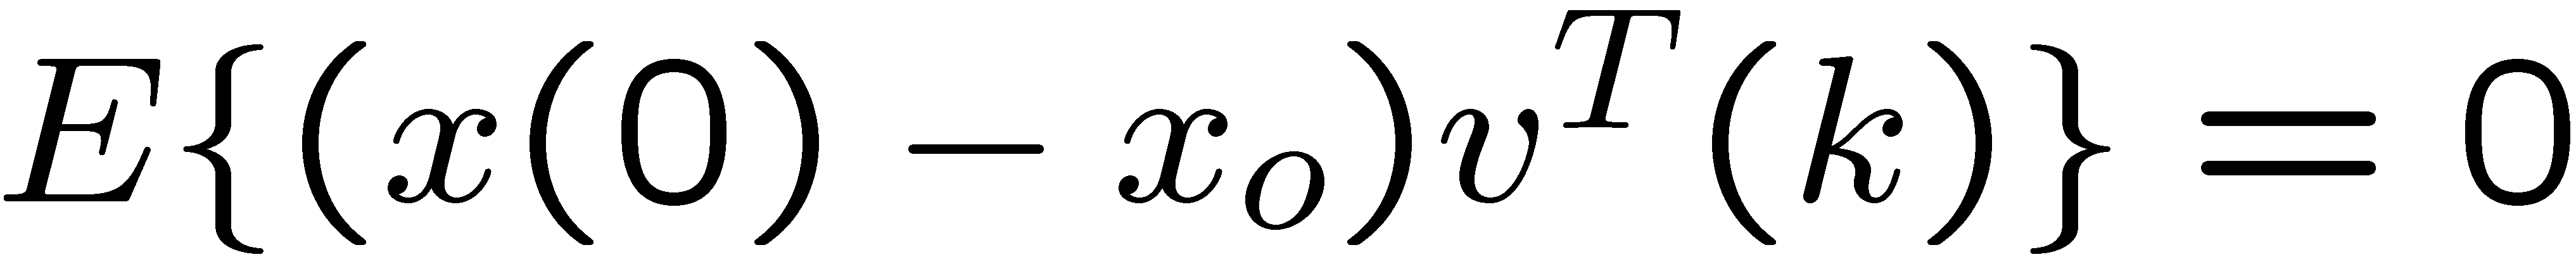 E{(x(0) − x_o)v^T(k)} = 0